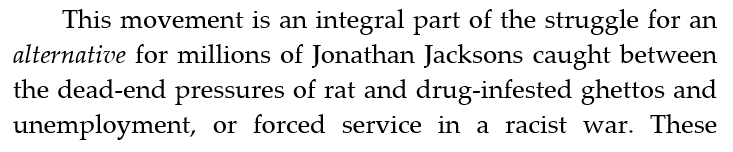 This movement is an integral part of the struggle for an
alternative for millions of Jonathan Jacksons caught between
the dead-end pressures of rat and drug-infested ghettos and
unemployment, or forced service in a racist war. These